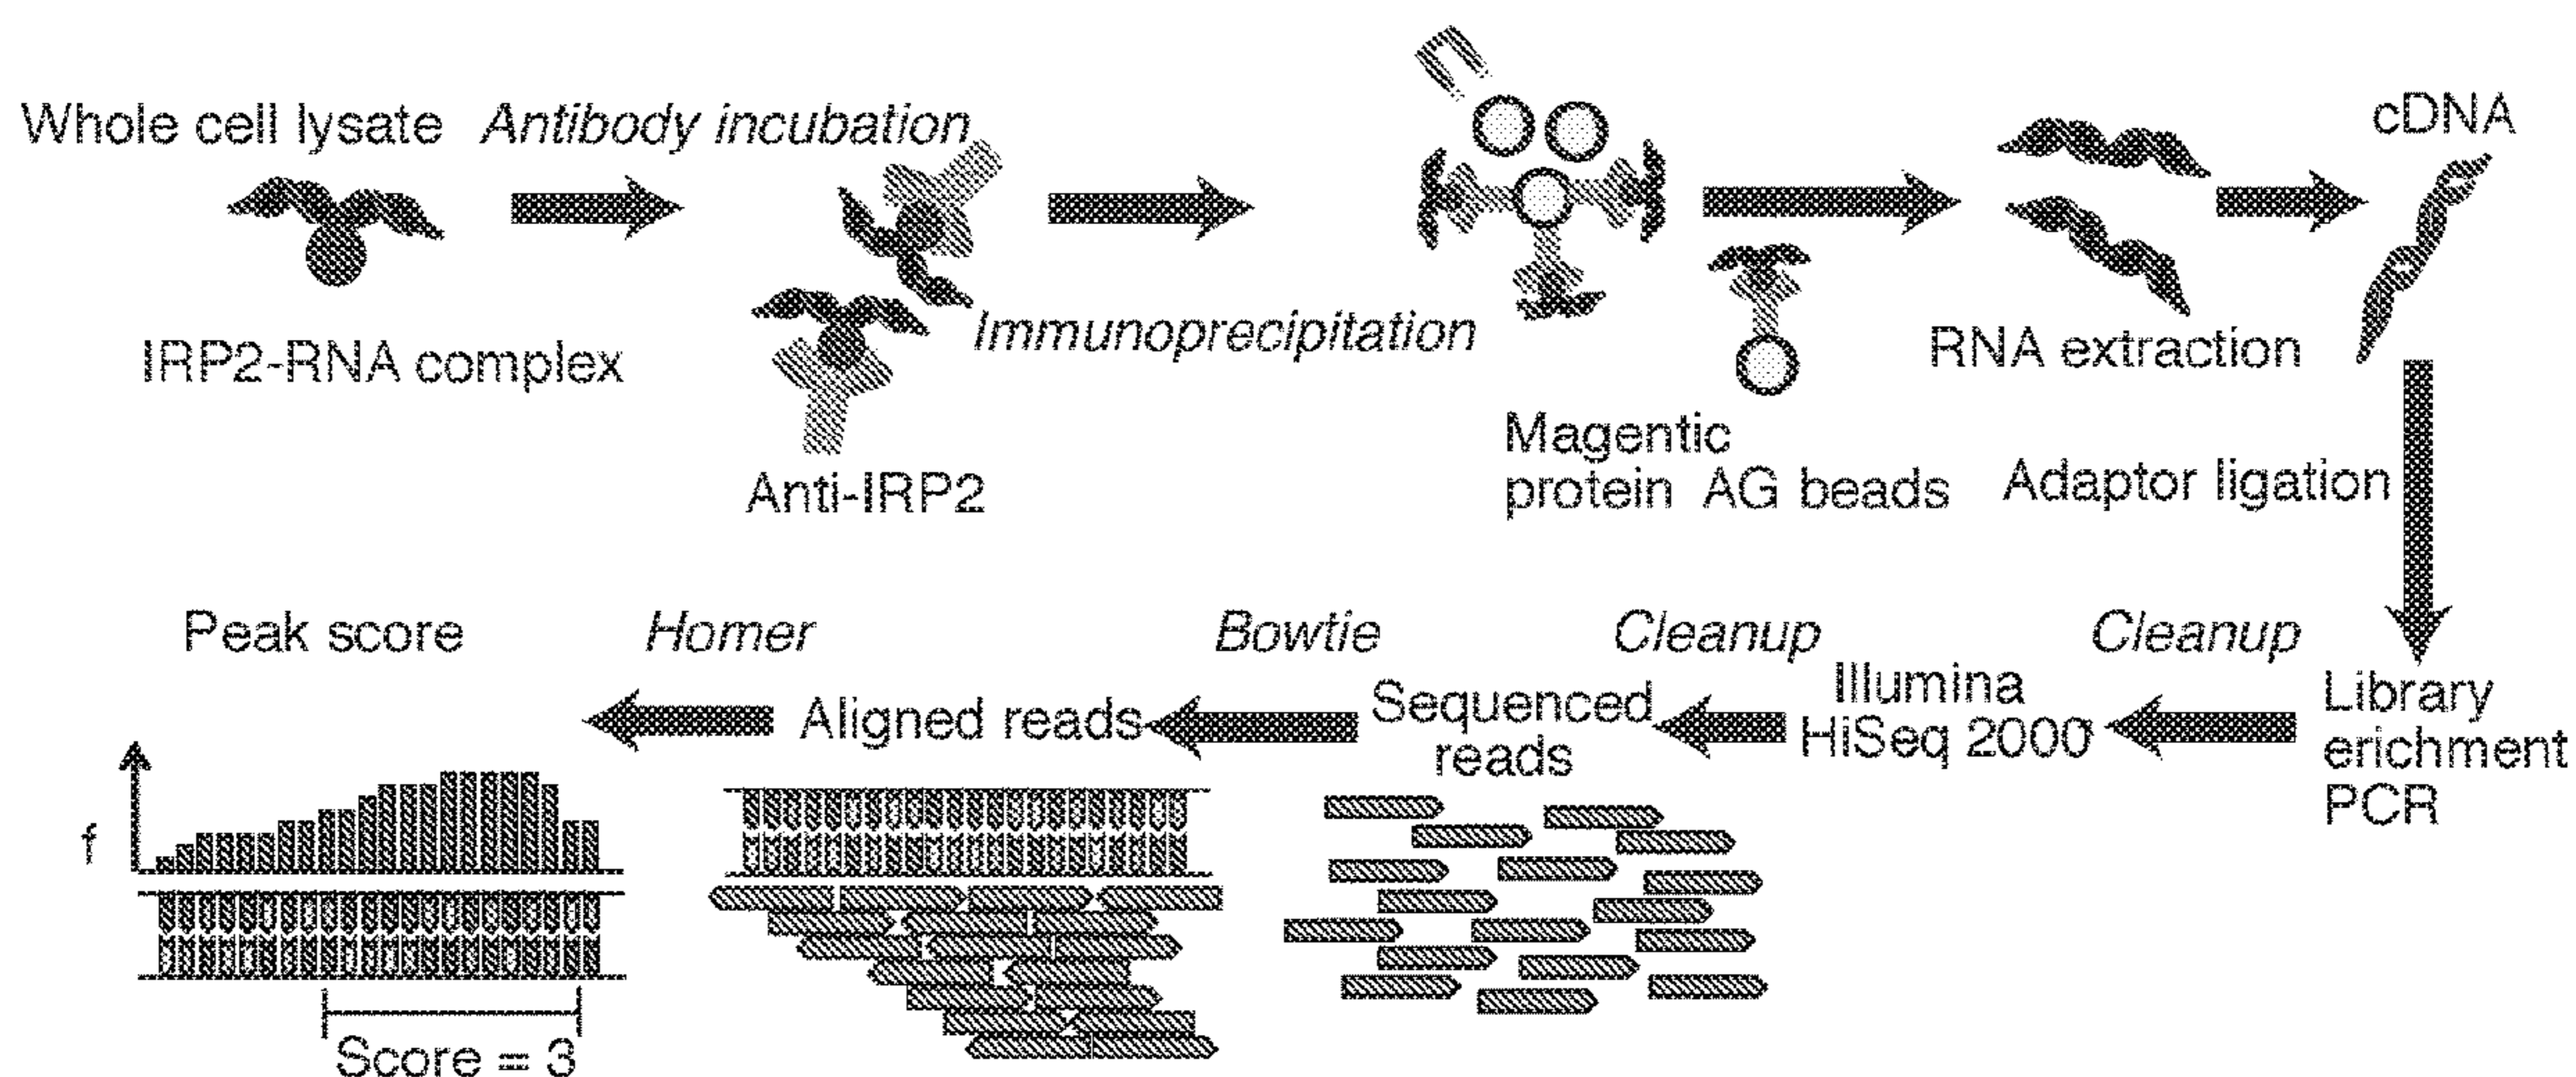 Whole cell lysate
Antibody incubation
cDNA
IRP2-RNA complex
Immunoprecipitation
RNA extraction
Anti-IRP2
Magentic
protein AG beads
Adaptor ligation
Peak score
Homer
Bowtie
Cleanup
Cleanup
Aligned reads
Sequenced
reads
Illumina
HiSeq 2000
Library
erichment
PCR
f
Score = 3